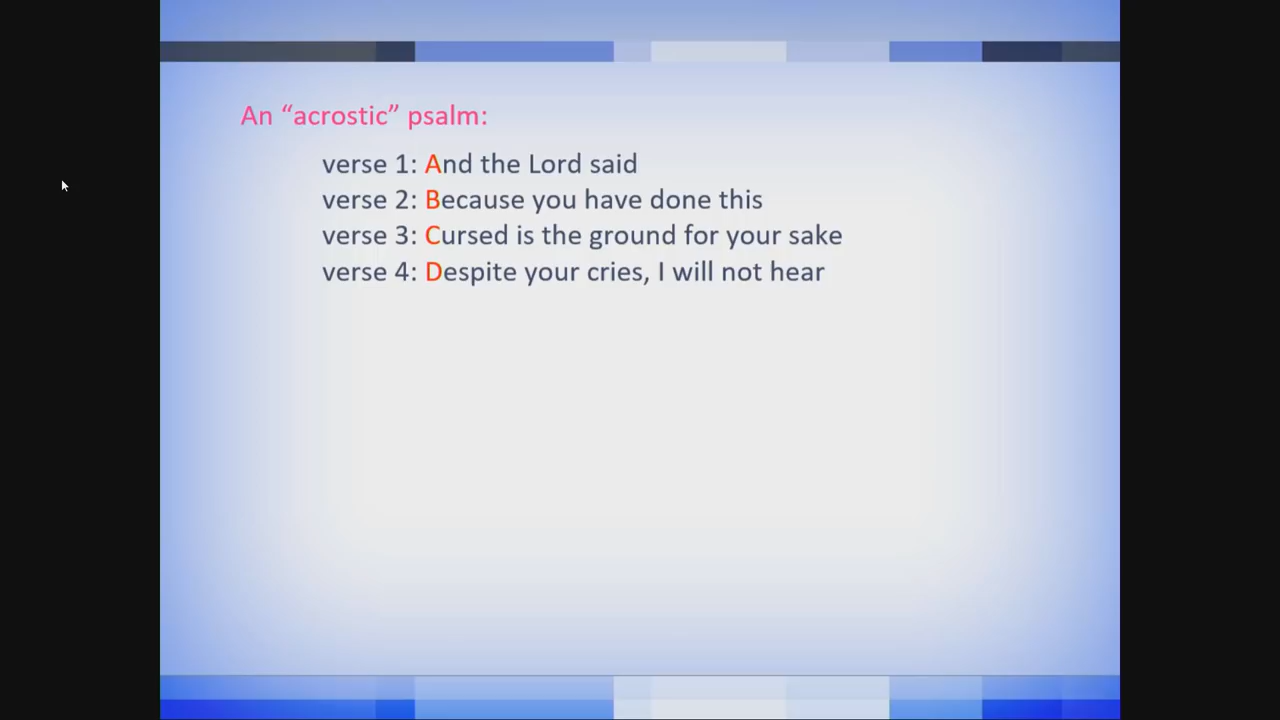 An “acrostic” psalm:
verse 1: And the Lord said
verse 2: Because you have done this
verse 3: Cursed is the ground for your sake
verse 4: Despite your cries, I will not hear